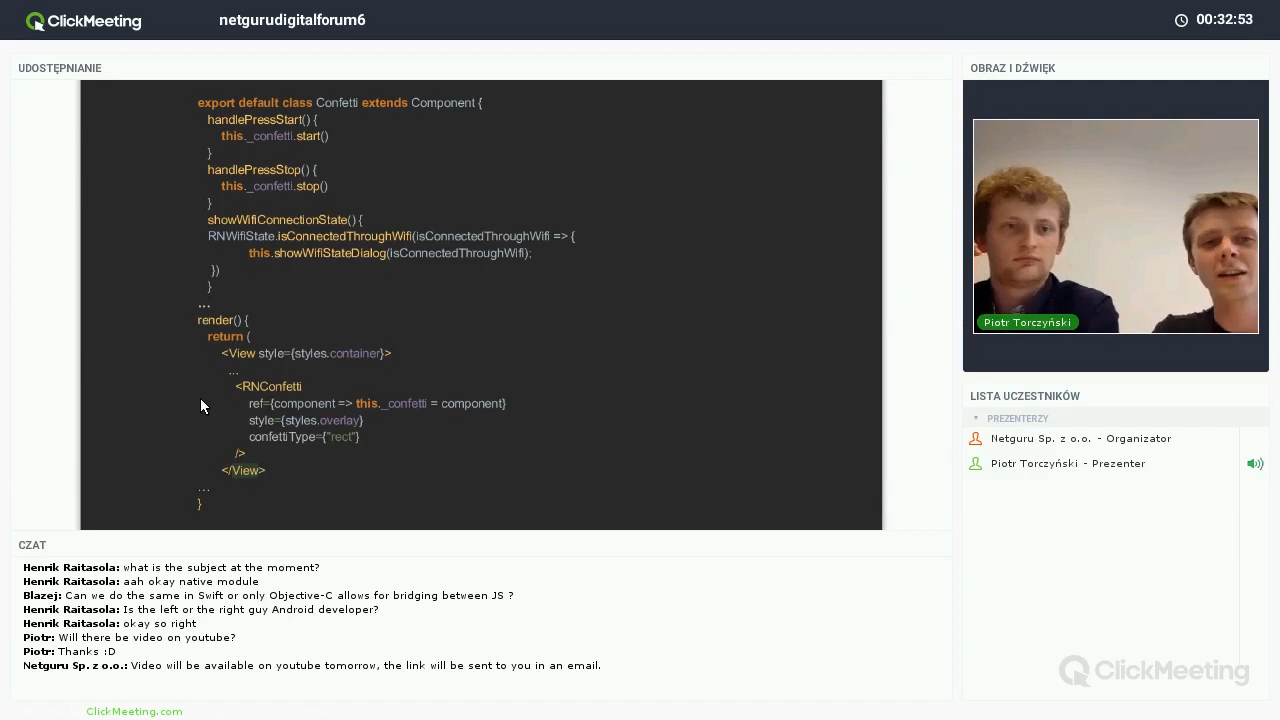 ClickMeeting
netgurudigitalforum6
00:32:53
UDOSTĘPNIANIE
export default class Confetti extends Component {
handlePressStart() {
this._confetti.start()
}
handlePressStop() {
this._confetti.stop()
}
showWifiConnectionState() {
RNWifiState.isConnectedThroughWifi(isConnectedThroughWifi => {
this.showWifiStateDialog(isConnectedThroughWifi);
})
}
...
render() {
return (
<View style={styles.container}>
...
<RNConfetti
ref={component => this._confetti = component}
style={styles.overlay}
confettiType={"rect"}
/>
</View>
...
}
OBRAZ I DŹWIĘK
Piotr Torczyński
LISTA UCZESTNIKÓW
PREZENTERZY
Netguru Sp. z o.o. - Organizator
Piotr Torczyński - Prezenter
CZAT
Henrik Raitasola: what is the subject at the moment?
Henrik Raitasola: aah okay native module
Blazej: Can we do the same in Swift or only Objective-C allows for bridging between JS ?
Henrik Raitasola: Is the left or the right guy Android developer?
Henrik Raitasola: okay so right
Piotr: Will there be video on youtube?
Piotr: Thanks :D
Netguru Sp. z o.o.: Video will be available on youtube tomorrow, the link will be sent to you in an email.
ClickMeeting
ClickMeeting.com